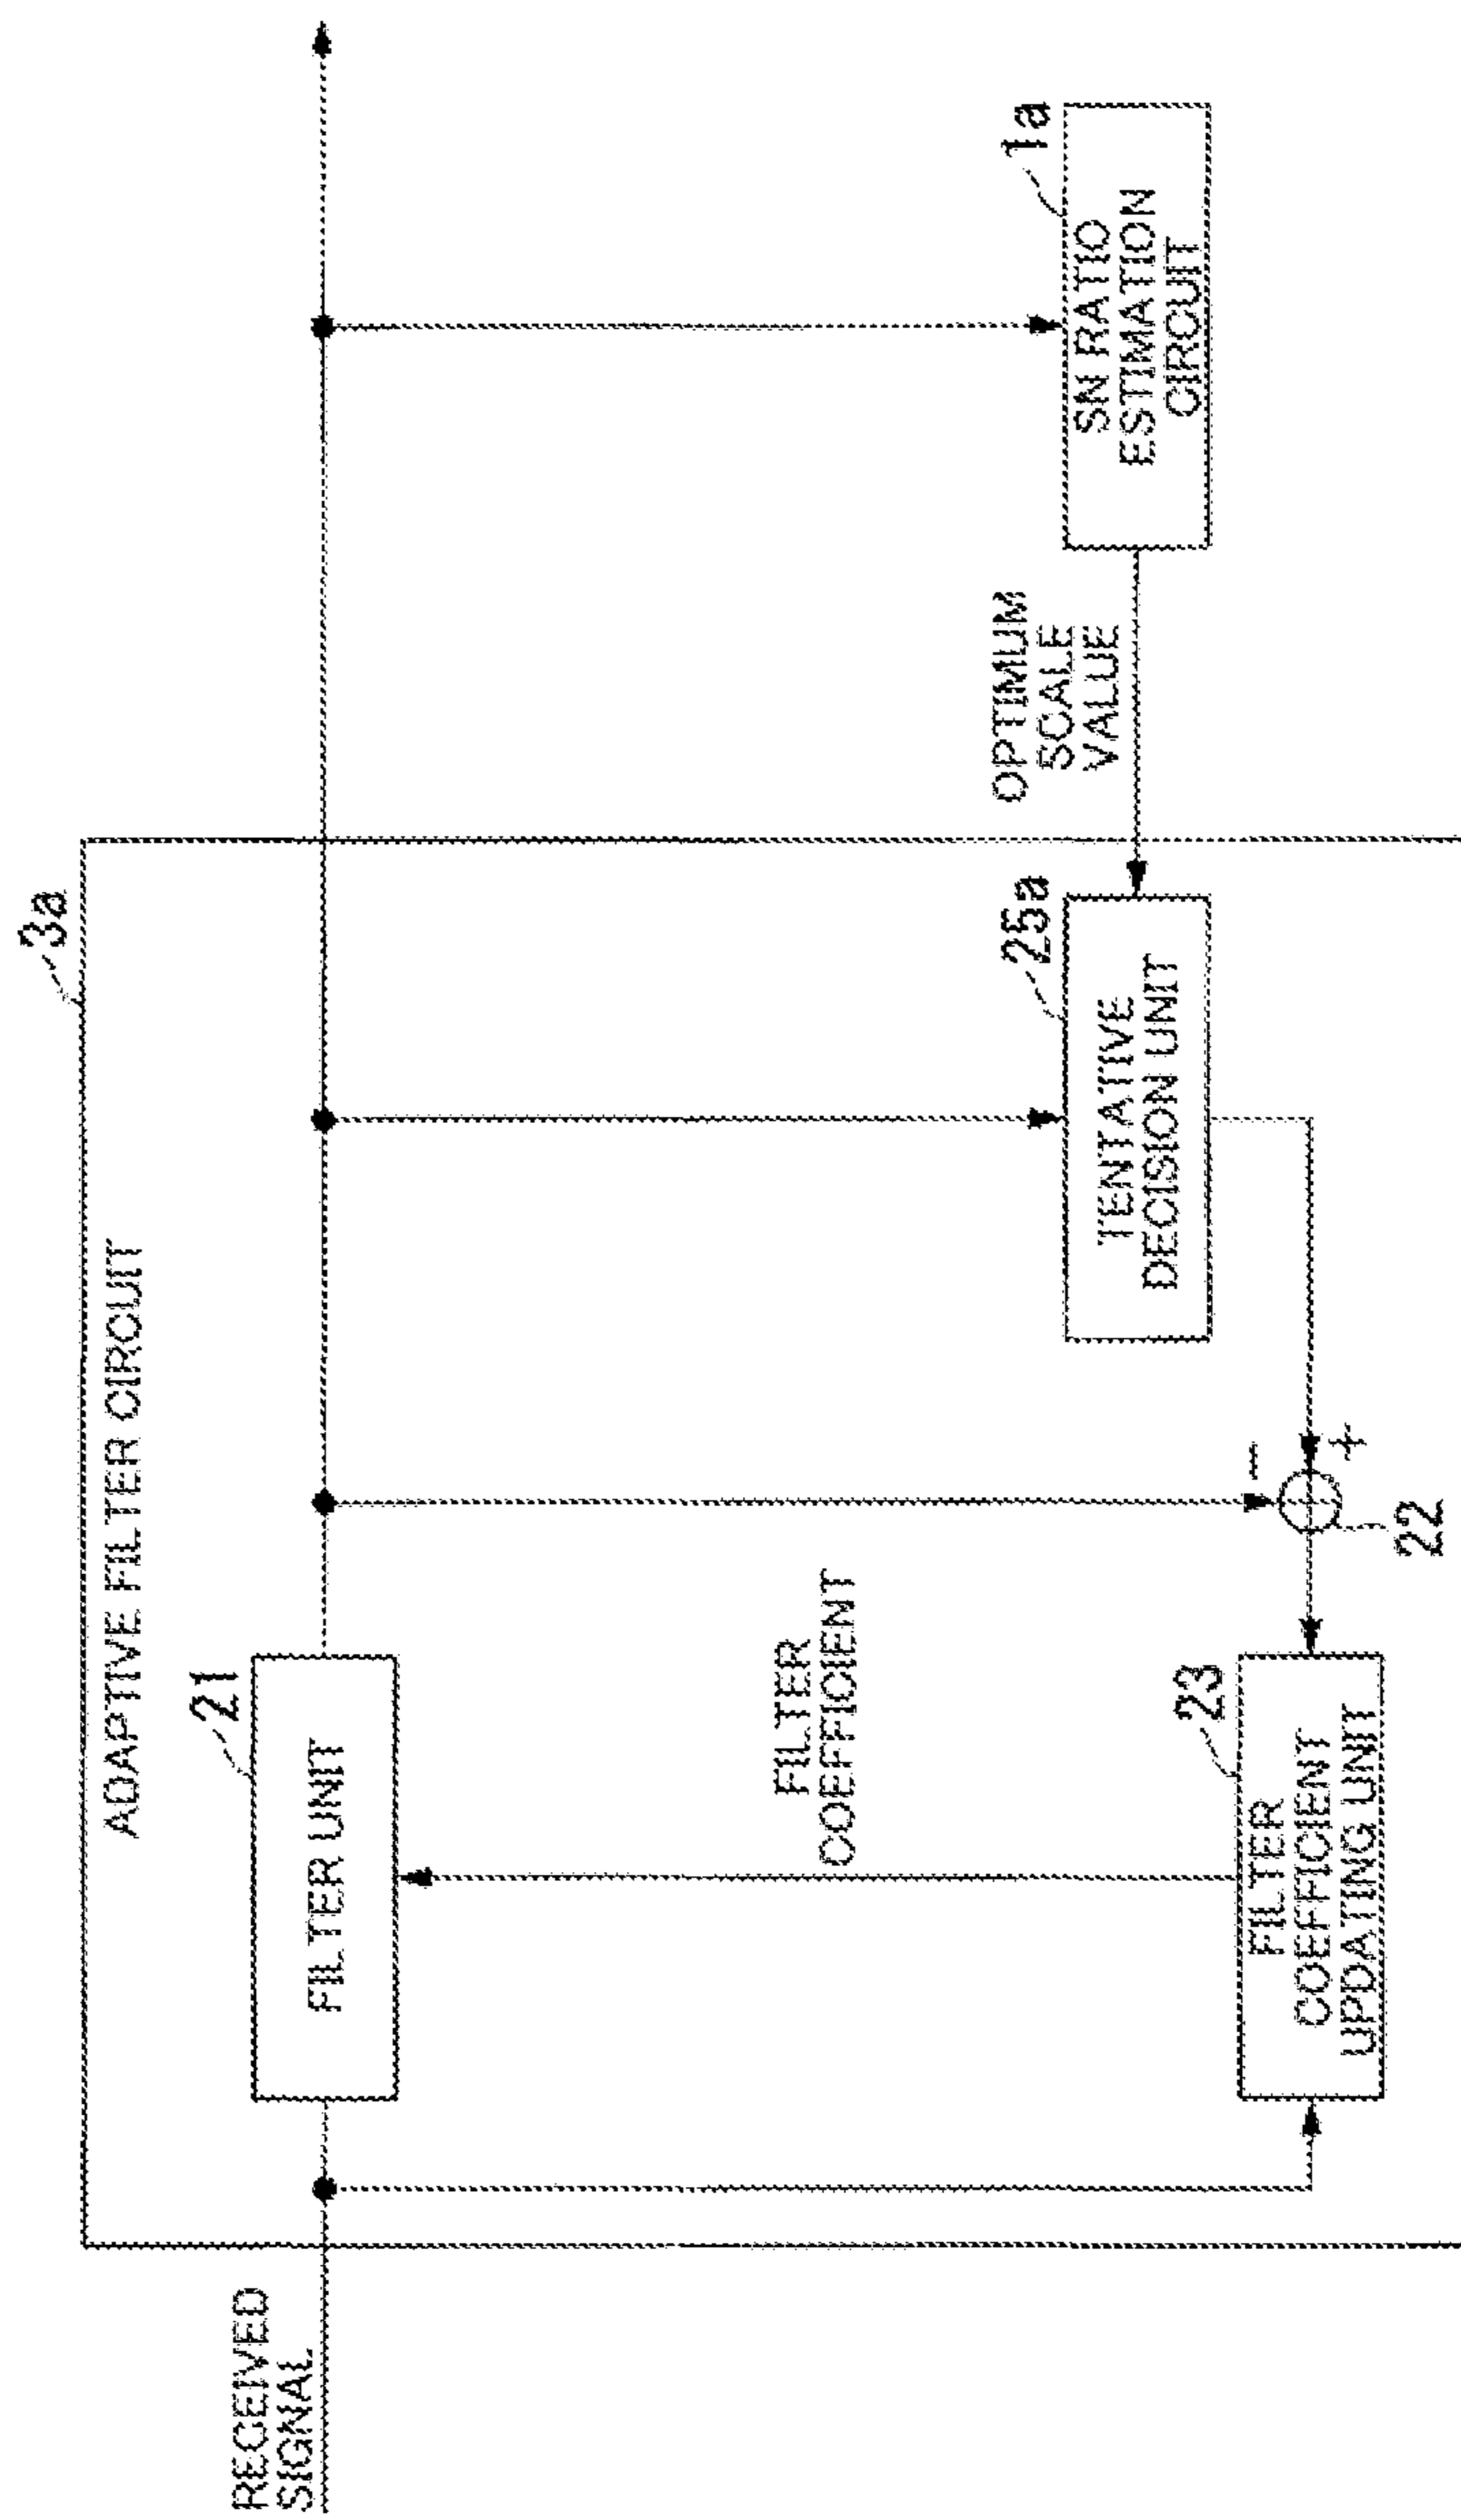 RECEIVED
SIGNAL
3a
ADAPTIVE FILTER CIRCUIT
21
FILTER UNIT
FILTER
COEFFICIENT
23
FILTER
COEFFICIENT
UPDATING UNIT
−
+
22
25a
TENTATIVE
DECISION UNIT
OPTIMUM
SCALE
VALUE
1a
SN RATIO
ESTIMATION
CIRCUIT